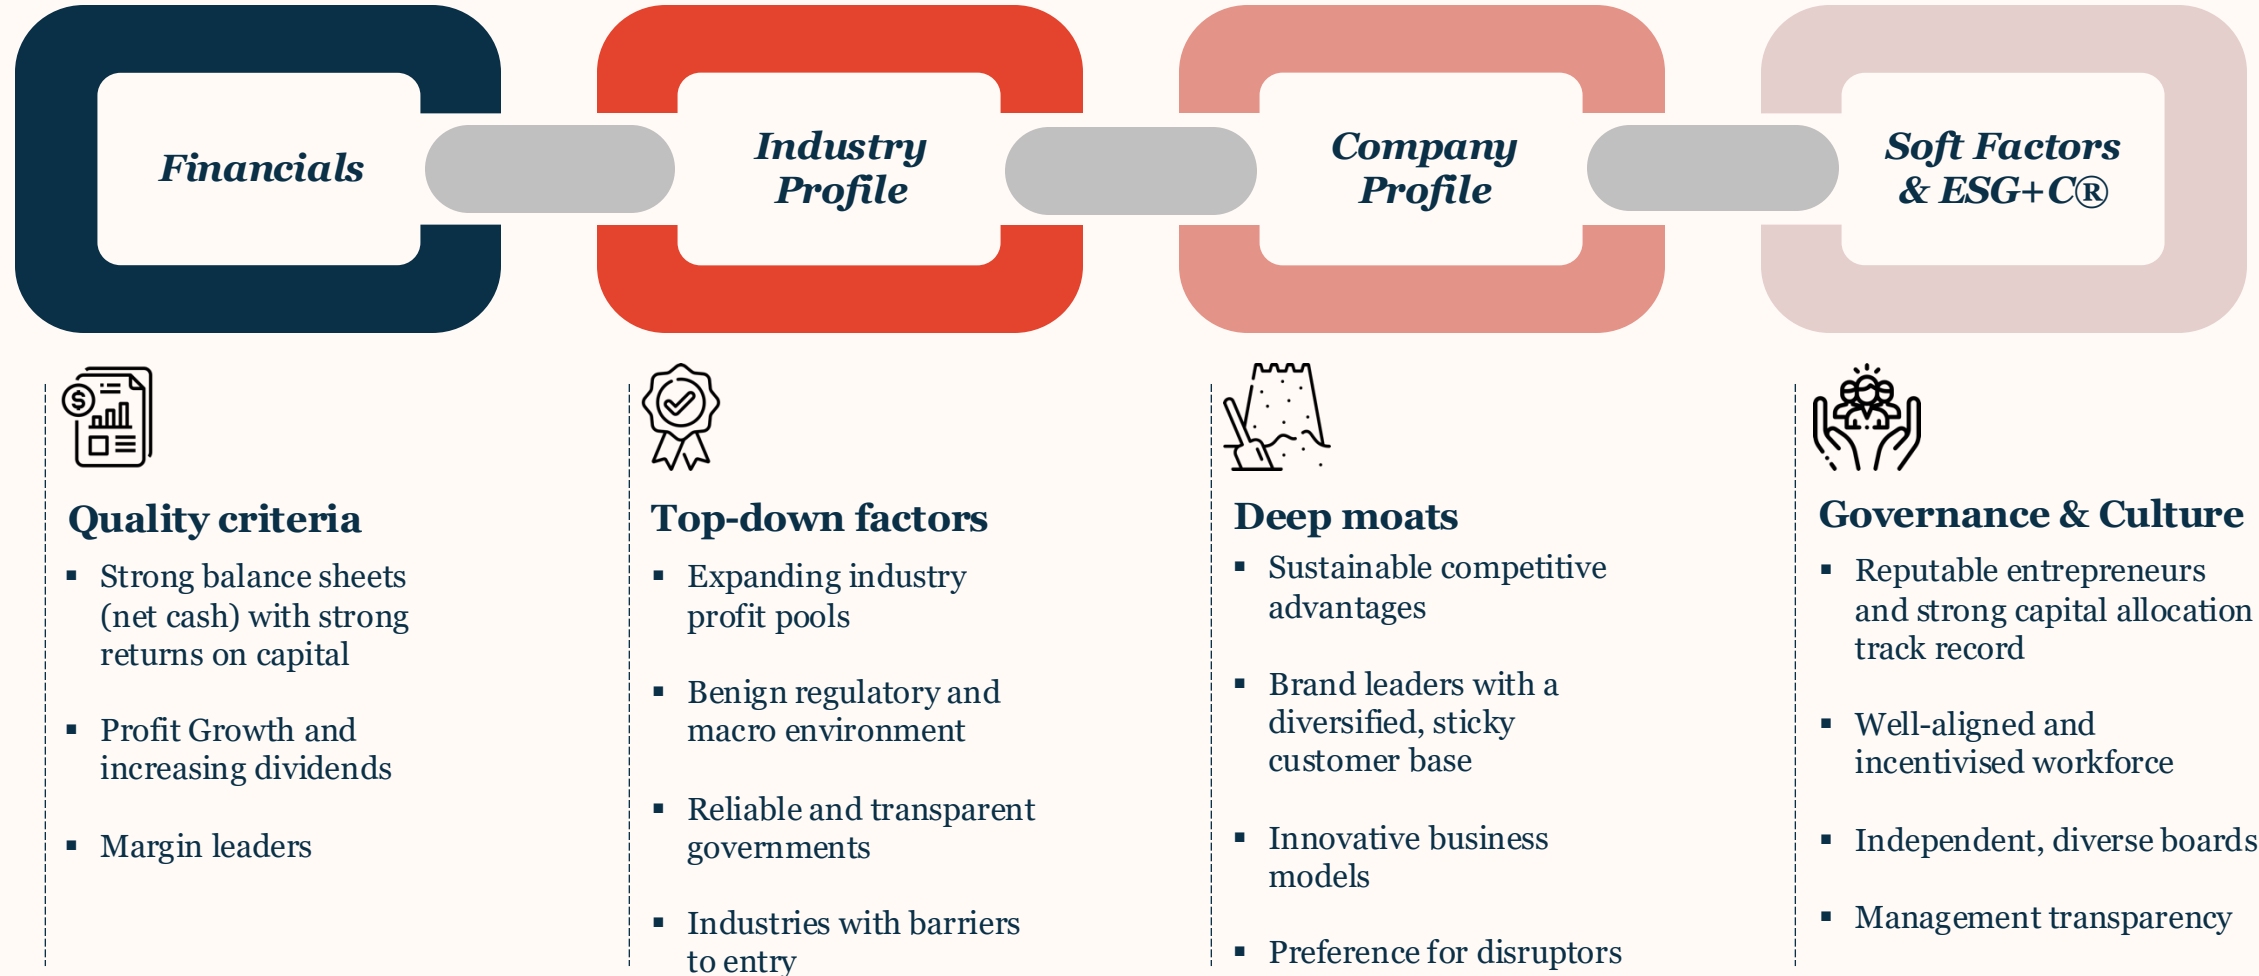 Financials
Industry
Profile
Company
Profile
Soft Factors
& ESG+C®
$
Quality criteria
▪ Strong balance sheets
(net cash) with strong
returns on capital
▪ Profit Growth and
increasing dividends
▪ Margin leaders
Top-down factors
▪ Expanding industry
profit pools
▪ Benign regulatory and
macro environment
▪ Reliable and transparent
governments
▪ Industries with barriers
to entry
Deep moats
▪ Sustainable competitive
advantages
▪ Brand leaders with a
diversified, sticky
customer base
▪ Innovative business
models
▪ Preference for disruptors
Governance & Culture
▪ Reputable entrepreneurs
and strong capital allocation
track record
▪ Well-aligned and
incentivised workforce
▪ Independent, diverse boards
▪ Management transparency